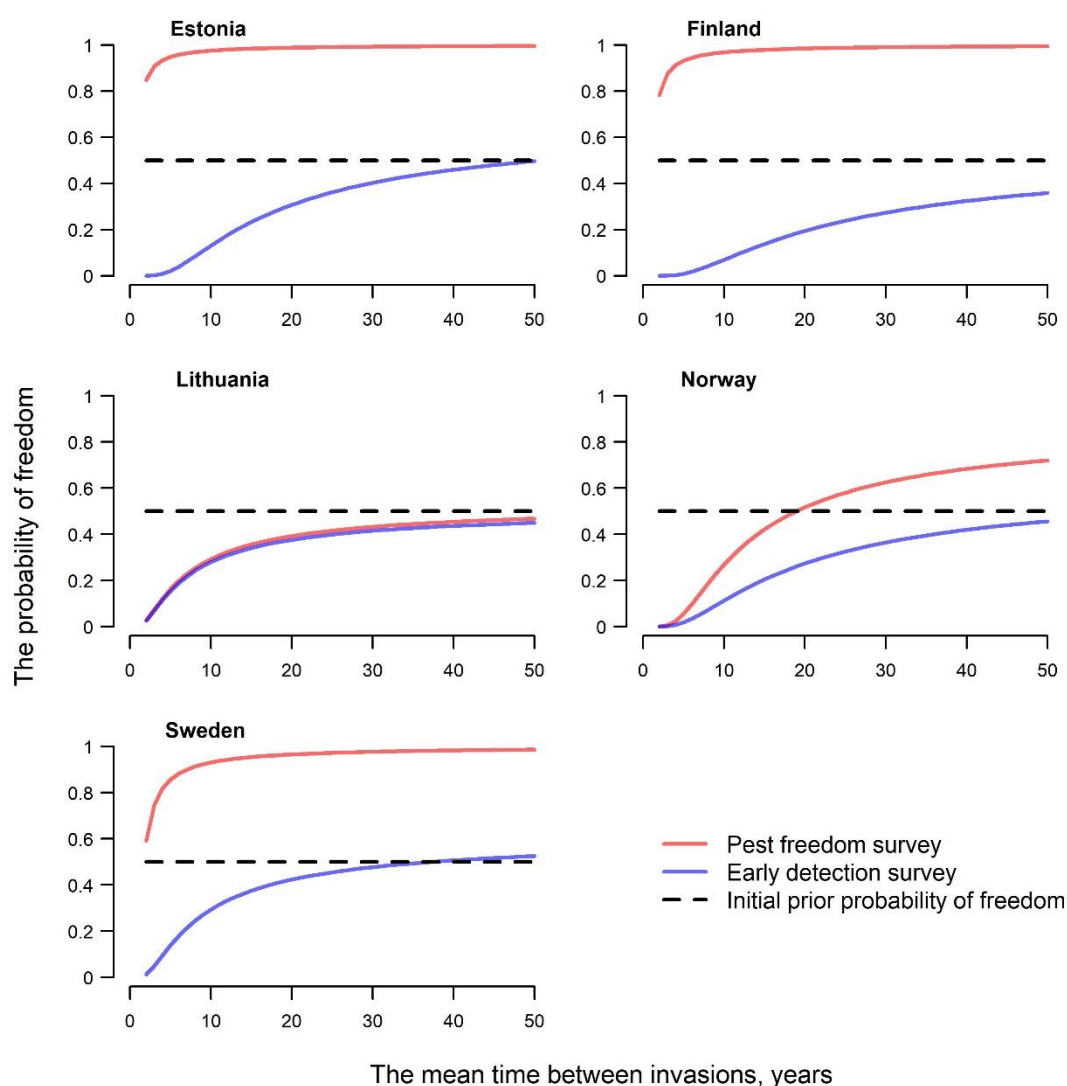 Estonia
1
0.8
0.6
0.4
0.2
0
0 10 20 30 40 50
Finland
1
0.8
0.6
0.4
0.2
0
0 10 20 30 40 50
Lithuania
1
0.8
0.6
0.4
0.2
0
0 10 20 30 40 50
Norway
1
0.8
0.6
0.4
0.2
0
0 10 20 30 40 50
Sweden
1
0.8
0.6
0.4
0.2
0
0 10 20 30 40 50
Pest freedom survey
Early detection survey
Initial prior probability of freedom
The probability of freedom
The mean time between invasions, years